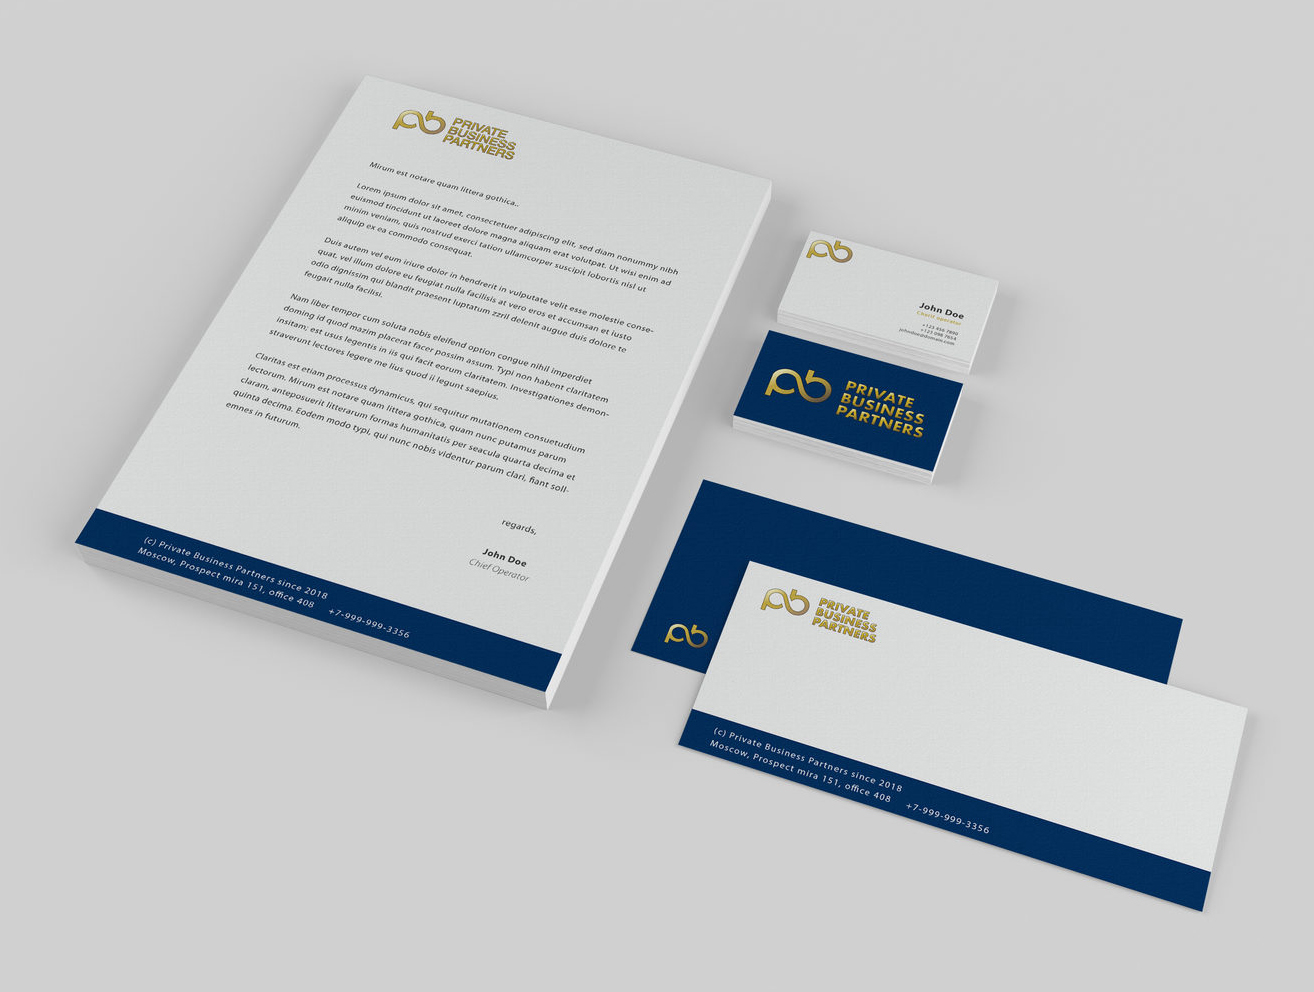 PRIVATE
BUSINESS
PARTNERS
Mirum est notare quam littera gothica..
Lorem ipsum dolor sit amet, consectetuer adipiscing elit, sed diam nonummy nibh
euismod tincidunt ut laoreet dolore magna aliquam erat volutpat. Ut wisi enim ad
minim veniam, quis nostrud exerci tation ullamcorper suscipit lobortis nisl ut
aliquip ex ea commodo consequat.
Duis autem vel eum iriure dolor in hendrerit in vulputate velit esse molestie conse-
quat, vel illum dolore eu feugiat nulla facilisis at vero eros et accumsan et iusto
odio dignissim qui blandit praesent luptatum zzril delenit augue duis dolore te
feugait nulla facilisi.
Nam liber tempor cum soluta nobis eleifend option congue nihil imperdiet
doming id quod mazim placerat facer possim assum. Typi non habent claritatem
insitam; est usus legentis in iis qui facit eorum claritatem. Investigationes demon-
straverunt lectores legere me lius quod ii legunt saepius.
Claritas est etiam processus dynamicus, qui sequitur mutationem consuetudium
lectorum. Mirum est notare quam littera gothica, quam nunc putamus parum
claram, anteposuerit litterarum formas humanitatis per seacula quarta decima et
quinta decima. Eodem modo typi, qui nunc nobis videntur parum clari, fiant soll-
emnes in futurum.
regards,
John Doe
Chief Operator
(c) Private Business Partners since 2018
Moscow, Prospect mira 151, office 408 +7-999-999-3356
pb
John Doe
Cheif operator
+123 456 7890
+123 098 7654
johndoe@domain.com
PRIVATE
BUSINESS
PARTNERS
pb
PRIVATE
BUSINESS
PARTNERS
(c) Private Business Partners since 2018
Moscow, Prospect mira 151, office 408 +7-999-999-3356